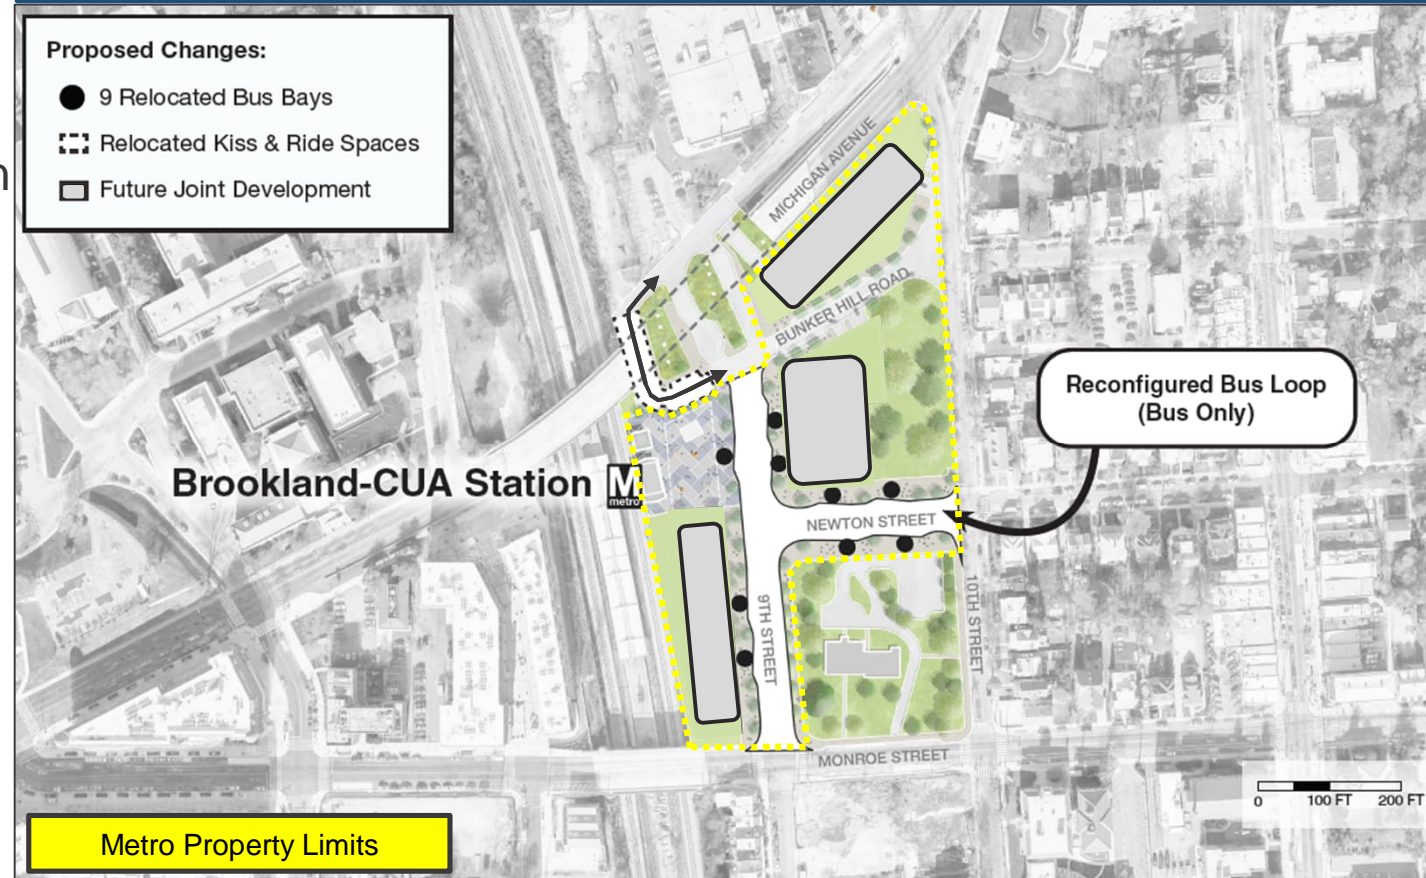 Proposed Changes:
9 Relocated Bus Bays
Relocated Kiss & Ride Spaces
Future Joint Development
n
MICHIGAN AVENUE
BUNKER HILL ROAD
Reconfigured Bus Loop
(Bus Only)
Brookland-CUA Station
M
metro
NEWTON STREET
9TH STREET
10TH STREET
MONROE STREET
0 100 FT 200 FT
Metro Property Limits